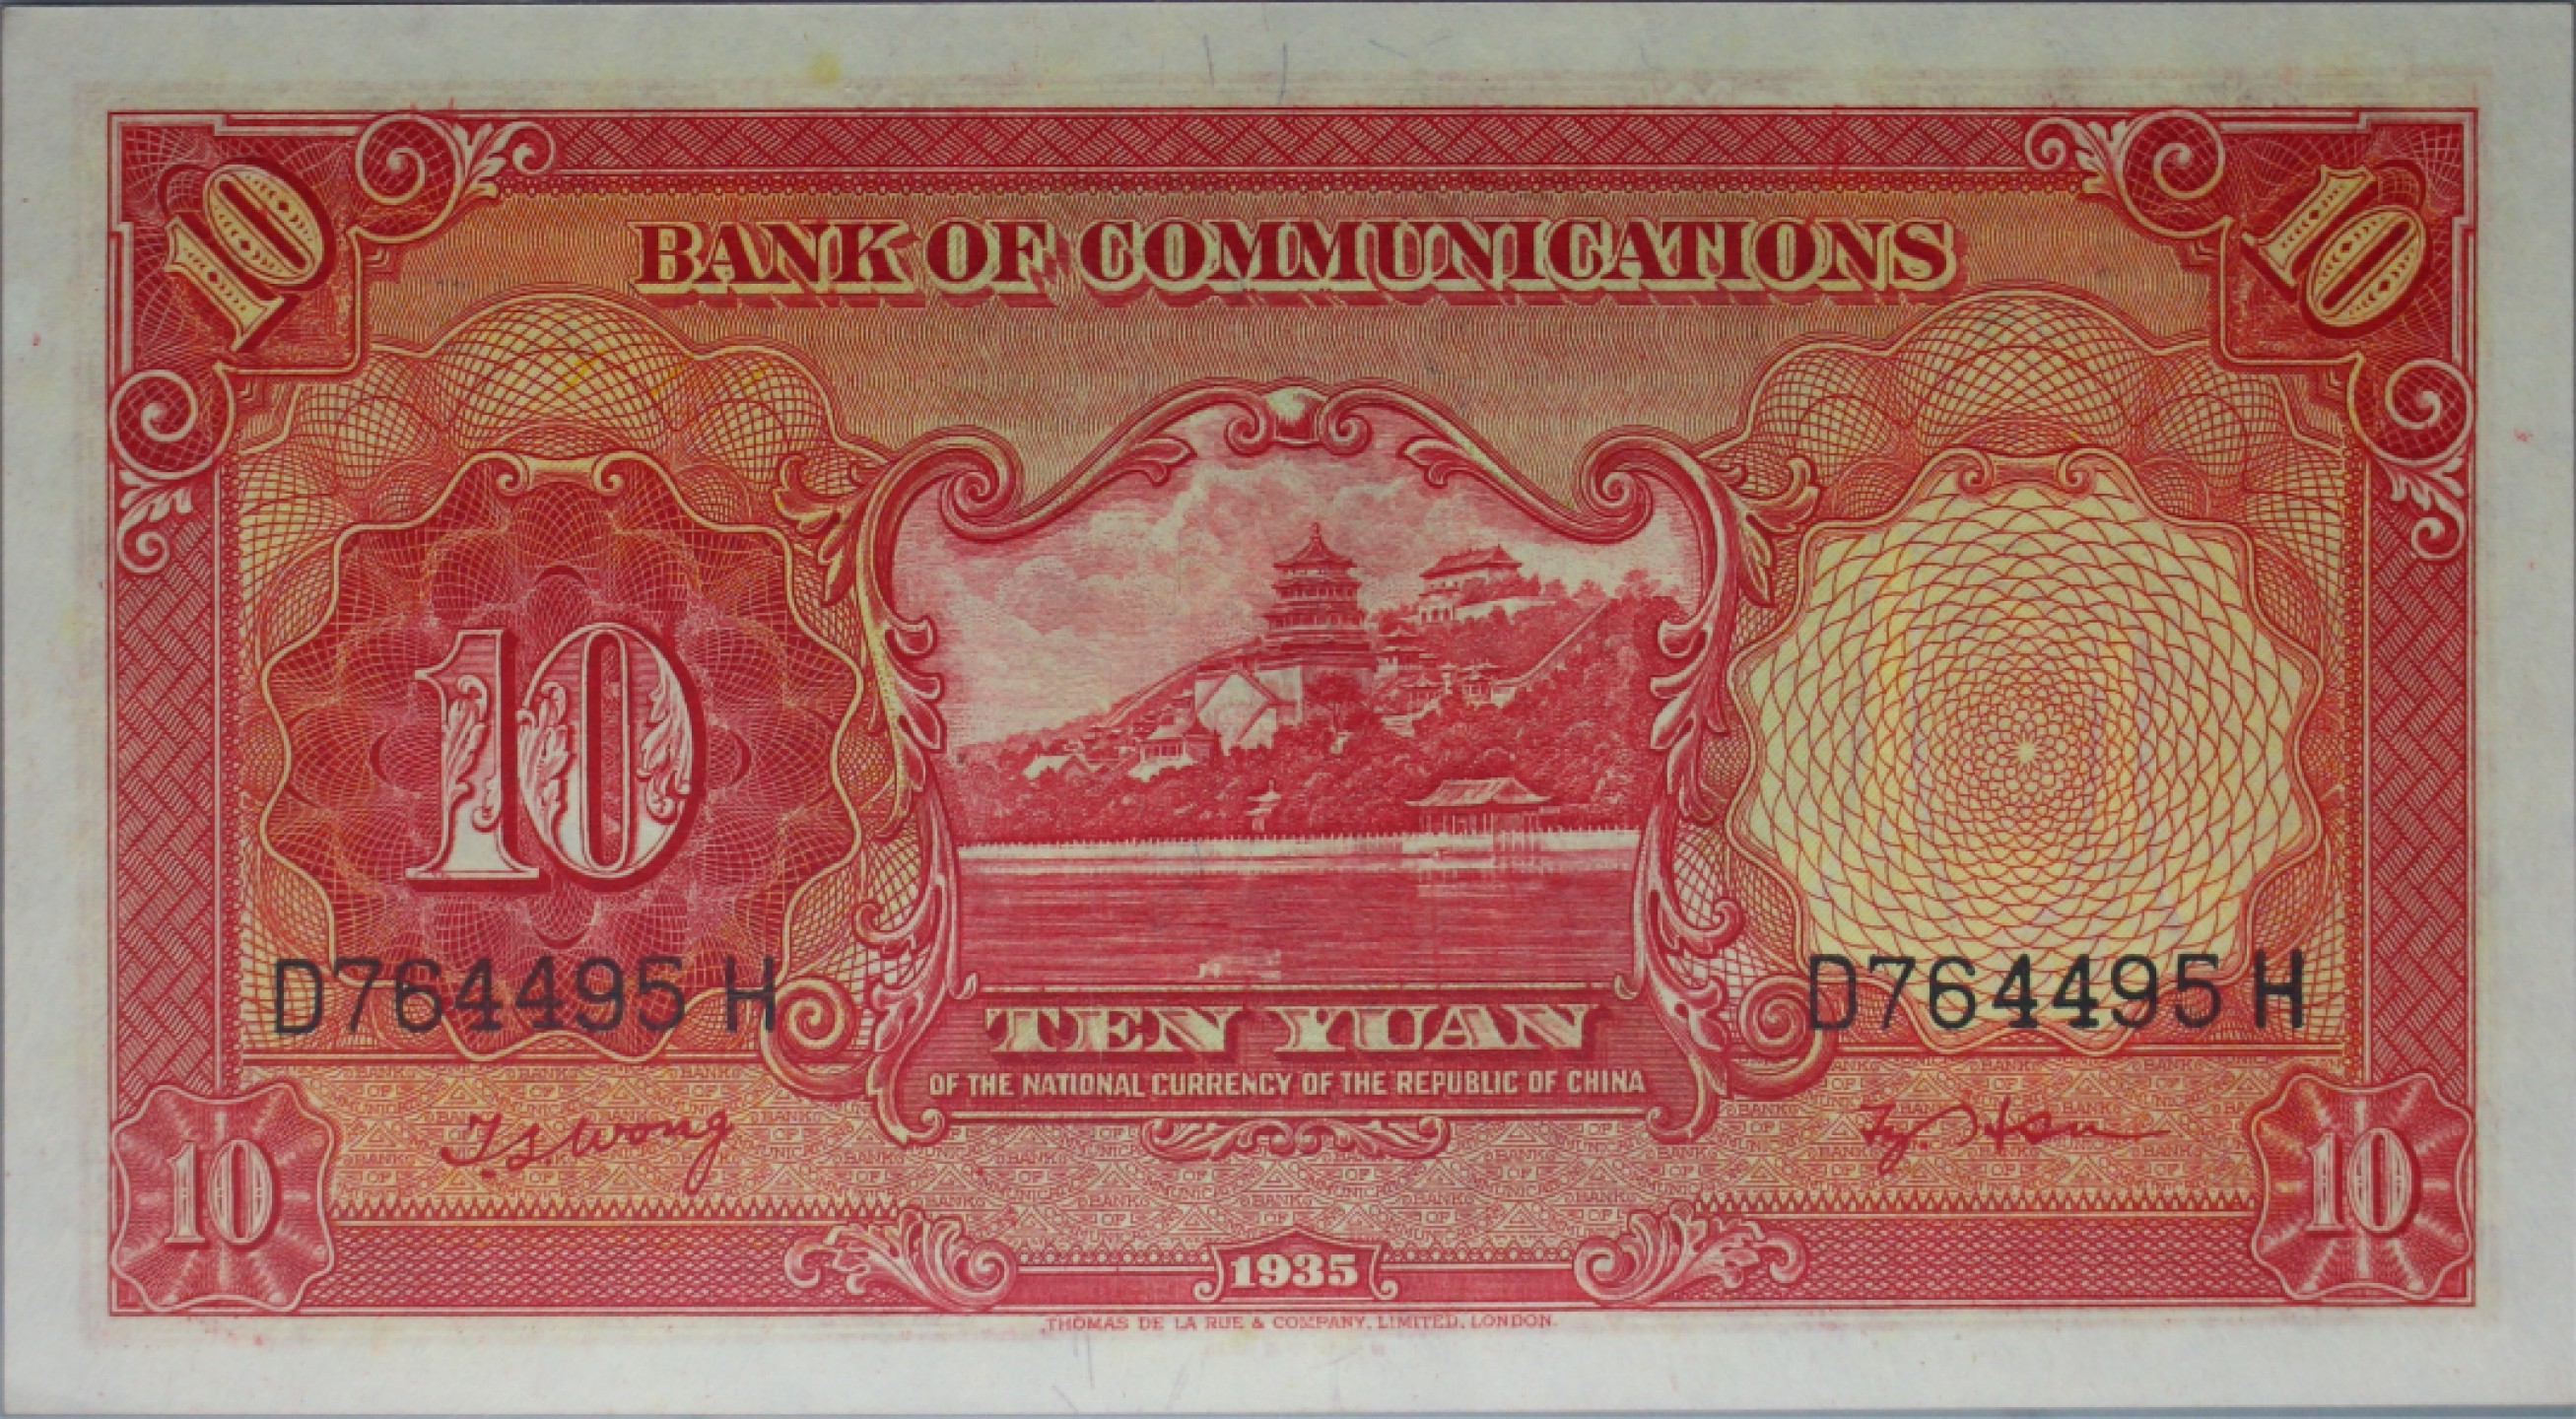 10 10
BANK OF COMMUNICATIONS
10
D764495 H D764495 H
TEN YUAN
OF THE NATIONAL CURRENCY OF THE REPUBLIC OF CHINA
T S Wong
10 10
1935
THOMAS DE LA RUE & COMPANY, LIMITED, LONDON.